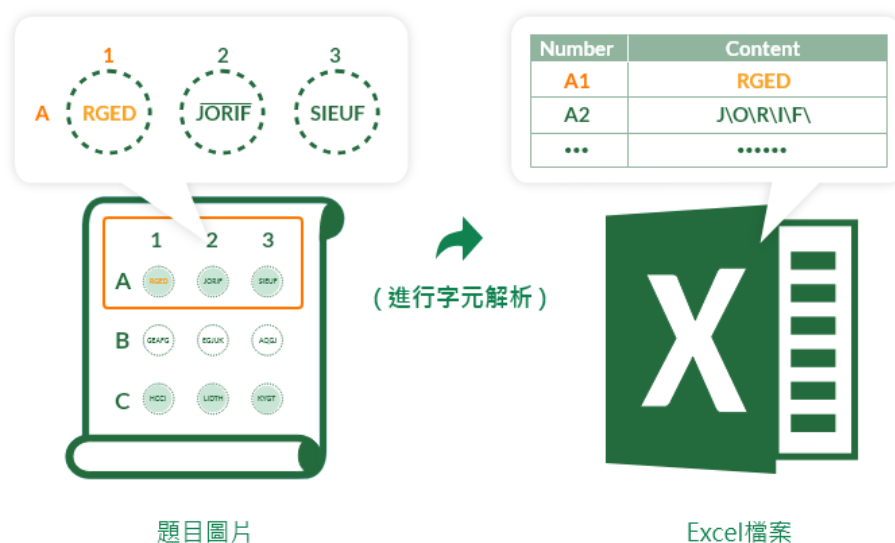 1 2 3
A RGED JORIF SIEUF
Number Content
A1 RGED
A2 J\O\R\I\F\
••• ••••••
1 2 3
A RGED JORIF SIEUF
B GEAFG EGJUK
C HCCI LIDTH KYGT
(進行字元解析)
X
題目圖片
Excel檔案